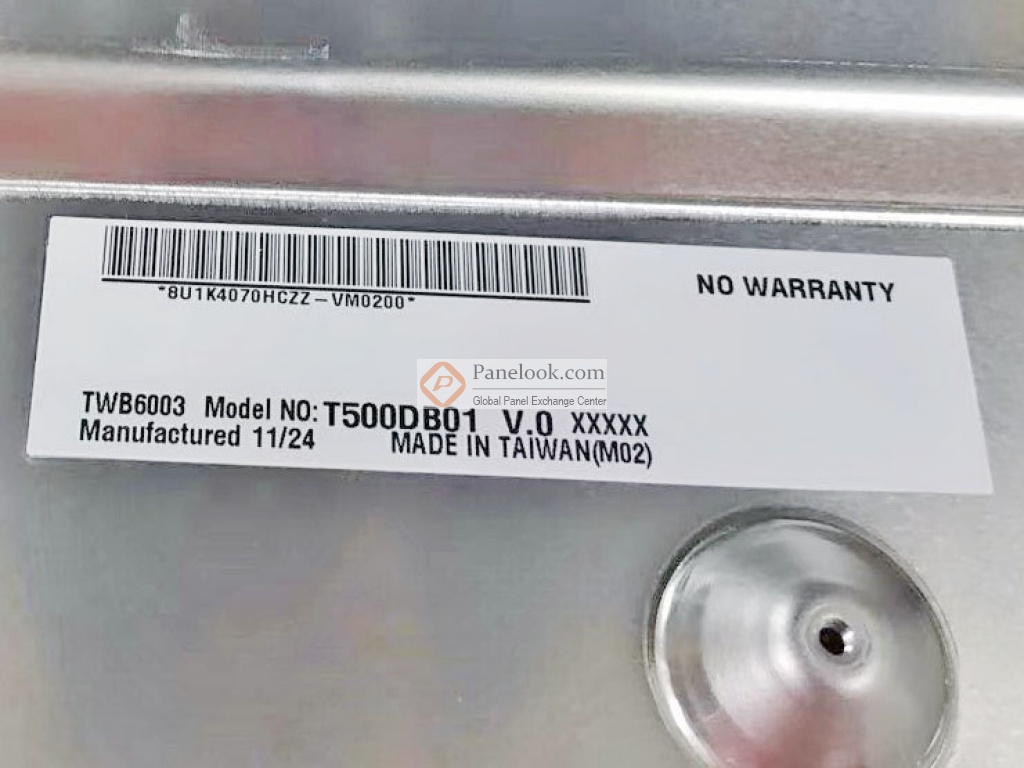 *8U1K4070HCZZ-VM0200*
NO WARRANTY
Panelook.com
Global Panel Exchange Center
TWB6003 Model NO:T500DB01 V.0 XXXXX
Manufactured 11/24 MADE IN TAIWAN(M02)